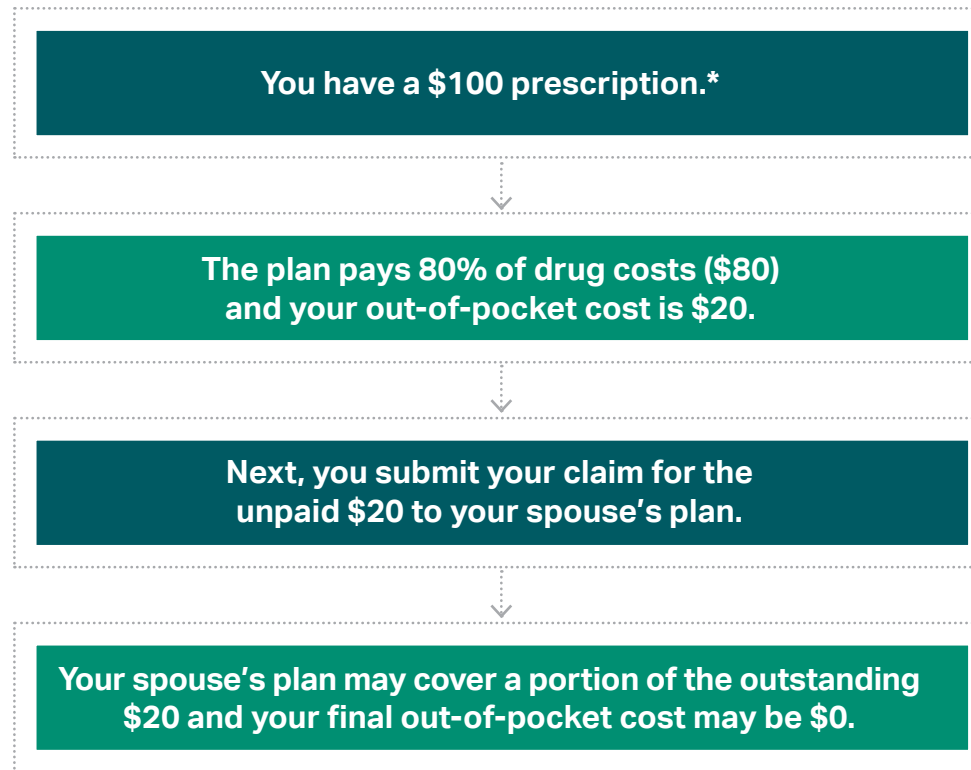 You have a $100 prescription.*
The plan pays 80% of drug costs ($80)
and your out-of-pocket cost is $20.
Next, you submit your claim for the
unpaid $20 to your spouse’s plan.
Your spouse’s plan may cover a portion of the outstanding
$20 and your final out-of-pocket cost may be $0.